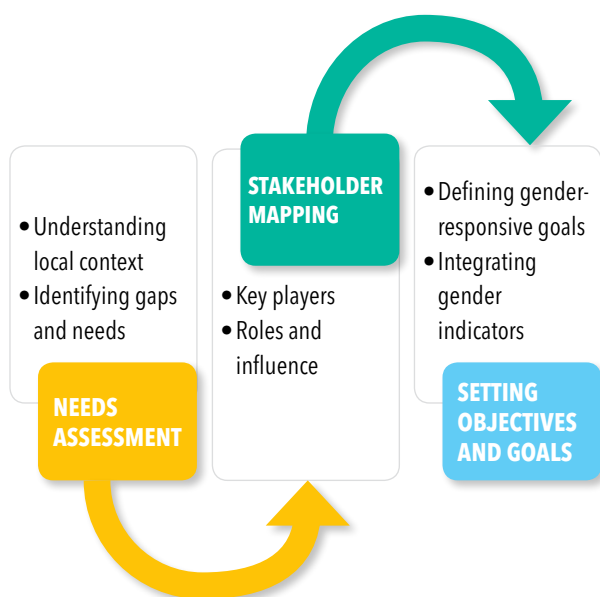 • Understanding
local context
• Identifying gaps
and needs
NEEDS
ASSESSMENT
STAKEHOLDER
MAPPING
• Key players
• Roles and
influence
• Defining gender-
responsive goals
• Integrating
gender
indicators
SETTING
OBJECTIVES
AND GOALS